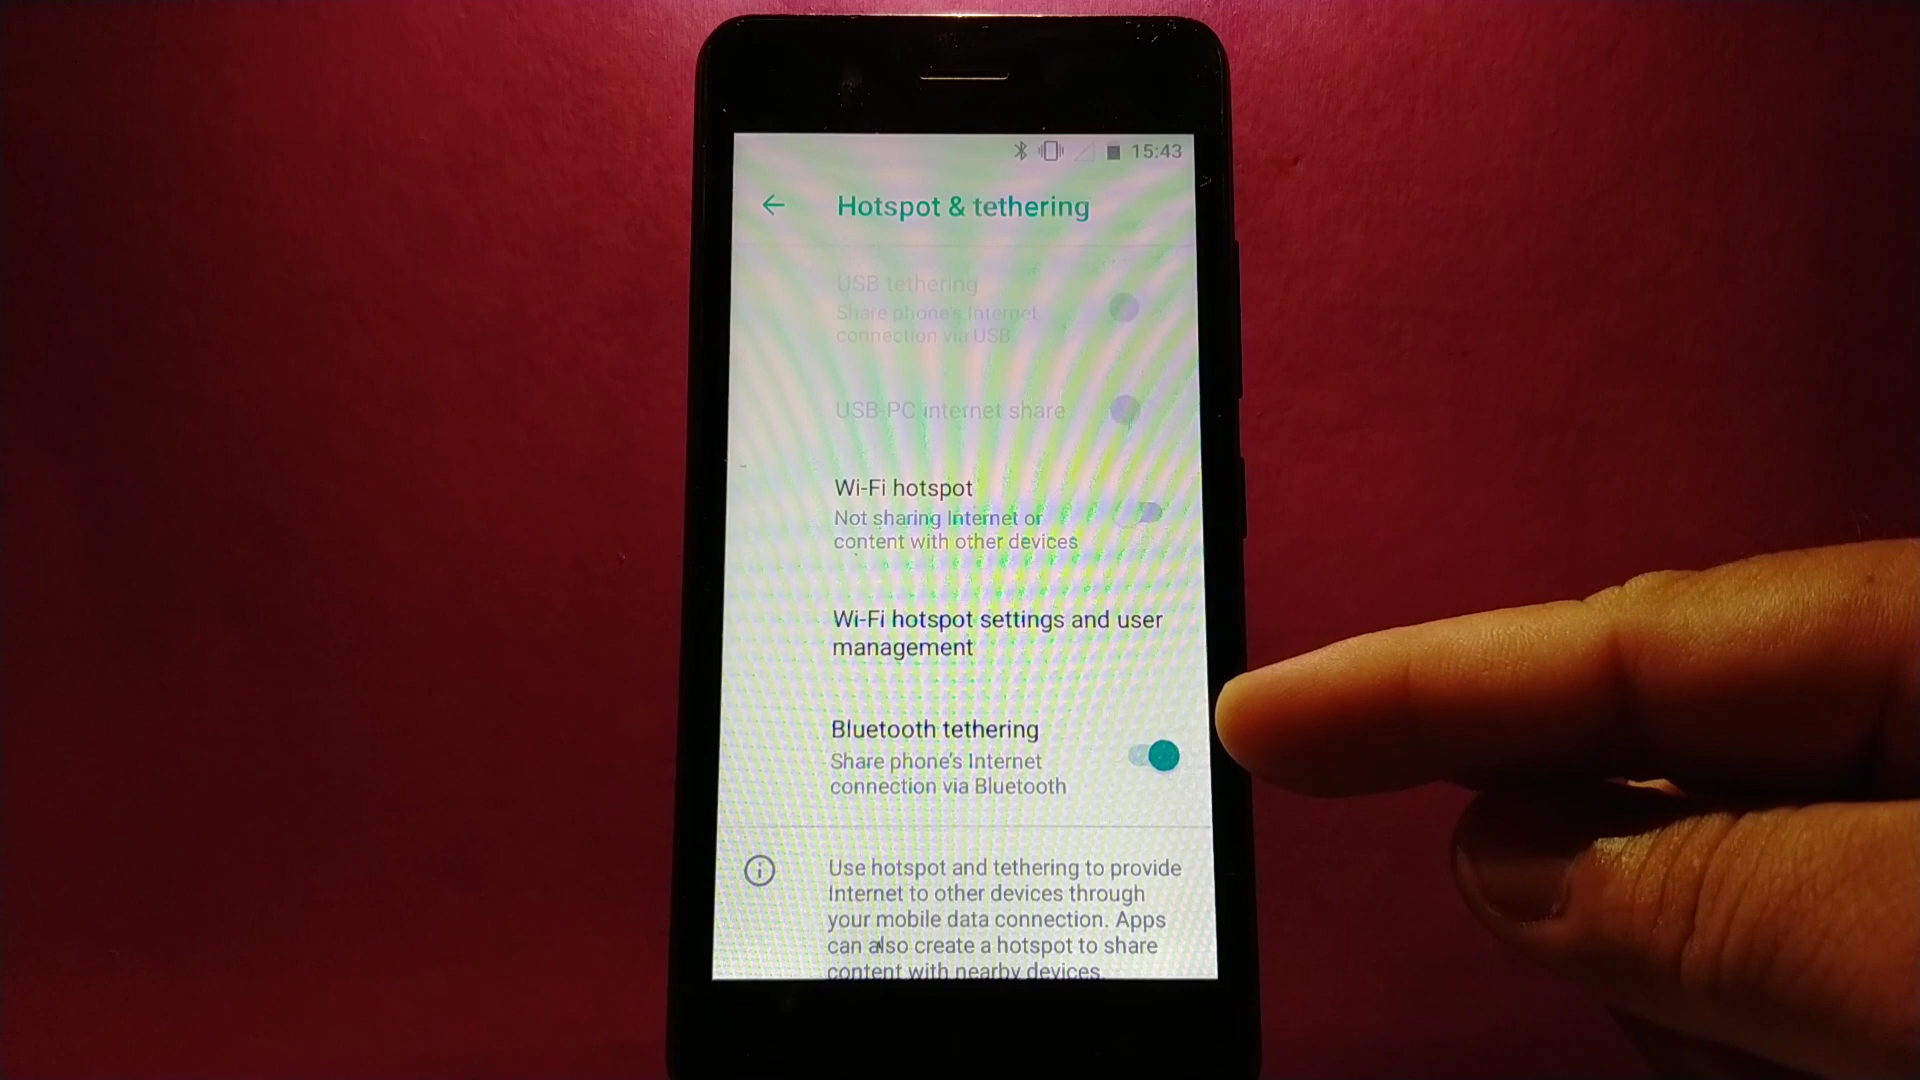 15:43
Hotspot & tethering
USB tethering
Share phone's Internet
connection via USB
USB PC internet share
Wi-Fi hotspot
Not sharing Internet or
content with other devices
Wi-Fi hotspot settings and user
management
Bluetooth tethering
Share phone's Internet
connection via Bluetooth
Use hotspot and tethering to provide
Internet to other devices through
your mobile data connection. Apps
can also create a hotspot to share
content with nearby devices.